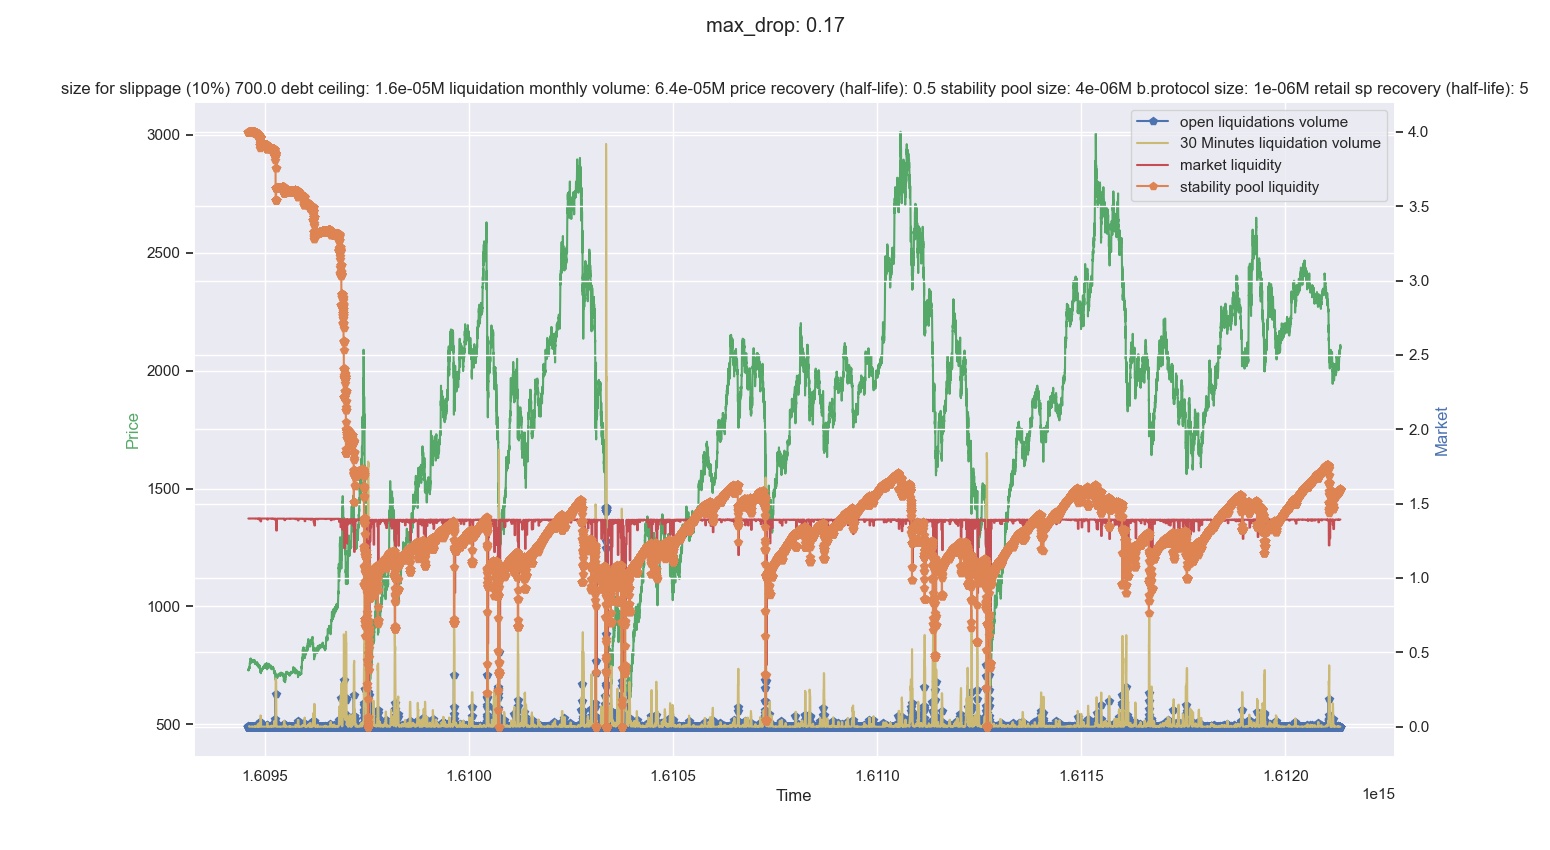 max_drop: 0.17
size for slippage (10%) 700.0 debt ceiling: 1.6e-05M liquidation monthly volume: 6.4e-05M price recovery (half-life): 0.5 stability pool size: 4e-06M b.protocol size: 1e-06M retail sp recovery (half-life): 5
open liquidations volume
30 Minutes liquidation volume
market liquidity
stability pool liquidity
3000
2500
2000
1500
1000
500
Price
4.0
3.5
3.0
2.5
2.0
1.5
1.0
0.5
0.0
Market
1.6095 1.6100 1.6105 1.6110 1.6115 1.6120
Time
1e15